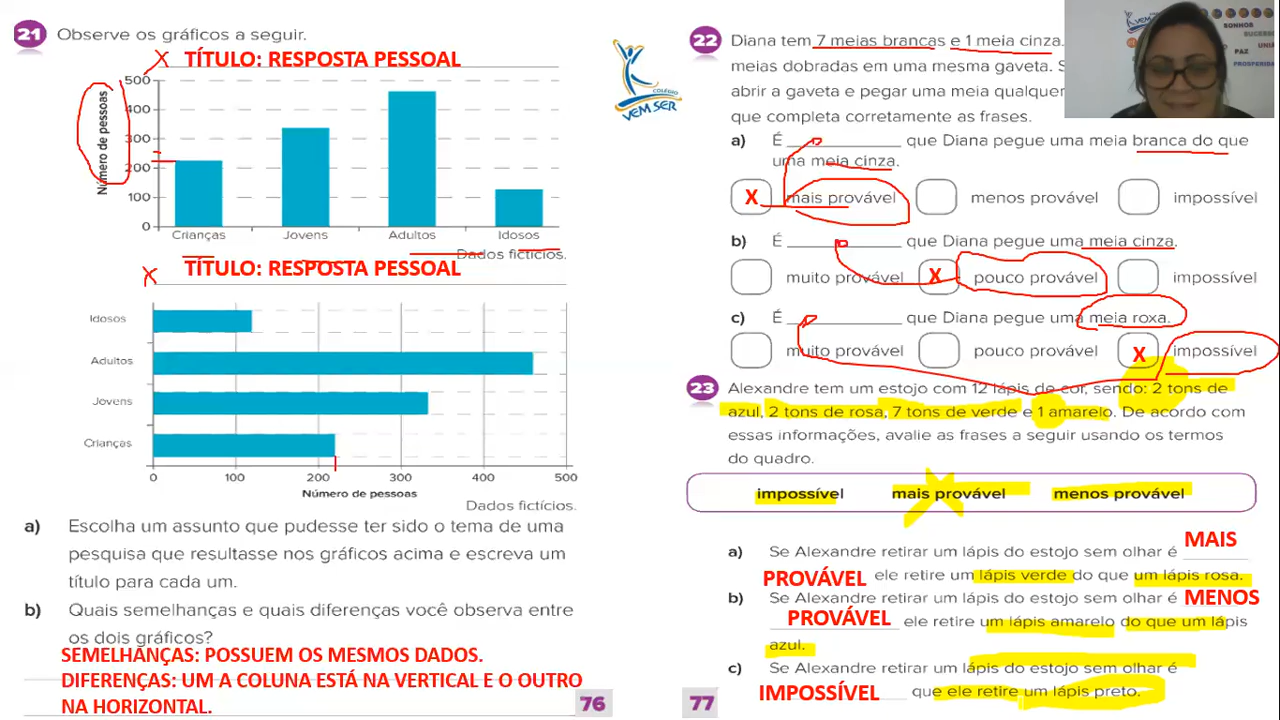 21 Observe os gráficos a seguir.
TÍTULO: RESPOSTA PESSOAL
Número de pessoas
500
400
300
200
100
0
Crianças Jovens Adultos Idosos
Dados fictícios.
TÍTULO: RESPOSTA PESSOAL
Idosos
Adultos
Jovens
Crianças
0 100 200 300 400 500
Número de pessoas
Dados fictícios.
a) Escolha um assunto que pudesse ter sido o tema de uma
pesquisa que resultasse nos gráficos acima e escreva um
título para cada um.
b) Quais semelhanças e quais diferenças você observa entre
os dois gráficos?
SEMELHANÇAS: POSSUEM OS MESMOS DADOS.
DIFERENÇAS: UM A COLUNA ESTÁ NA VERTICAL E O OUTRO
NA HORIZONTAL.
76
COLÉGIO
VEM SER
22 Diana tem 7 meias brancas e 1 meia cinza.
meias dobradas em uma mesma gaveta. S
abrir a gaveta e pegar uma meia qualquer
que completa corretamente as frases.
a) É __________ que Diana pegue uma meia branca do que
uma meia cinza.
X mais provável menos provável impossível
b) É __________ que Diana pegue uma meia cinza.
muito provável X pouco provável impossível
c) É __________ que Diana pegue uma meia roxa.
muito provável pouco provável X impossível
23 Alexandre tem um estojo com 12 lápis de cor, sendo: 2 tons de
azul, 2 tons de rosa, 7 tons de verde e 1 amarelo. De acordo com
essas informações, avalie as frases a seguir usando os termos
do quadro.
impossível mais provável menos provável
a) Se Alexandre retirar um lápis do estojo sem olhar é MAIS
PROVÁVEL ele retire um lápis verde do que um lápis rosa.
b) Se Alexandre retirar um lápis do estojo sem olhar é MENOS
PROVÁVEL ele retire um lápis amarelo do que um lápis
azul.
c) Se Alexandre retirar um lápis do estojo sem olhar é
IMPOSSÍVEL que ele retire um lápis preto.
77
SONHOR
SUCESSO
PAZ
UNIÃ
PROSPERIDA